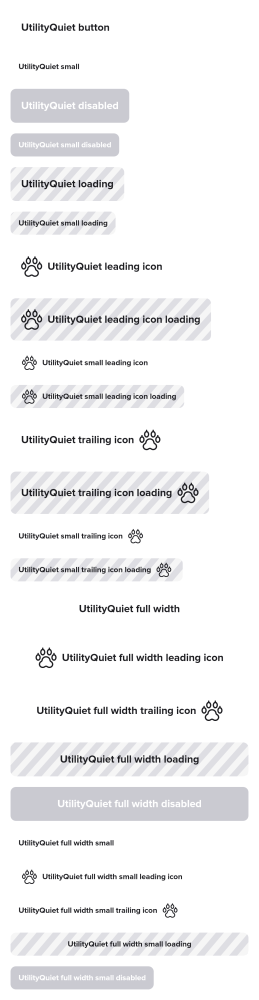 UtilityQuiet button
UtilityQuiet small
UtilityQuiet disabled
UtilityQuiet small disabled
UtilityQuiet loading
UtilityQuiet small loading
UtilityQuiet leading icon
UtilityQuiet leading icon loading
UtilityQuiet small leading icon
UtilityQuiet small leading icon loading
UtilityQuiet trailing icon
UtilityQuiet trailing icon loading
UtilityQuiet small trailing icon
UtilityQuiet small trailing icon loading
UtilityQuiet full width
UtilityQuiet full width leading icon
UtilityQuiet full width trailing icon
UtilityQuiet full width loading
UtilityQuiet full width disabled
UtilityQuiet full width small
UtilityQuiet full width small leading icon
UtilityQuiet full width small trailing icon
UtilityQuiet full width small loading
UtilityQuiet full width small disabled